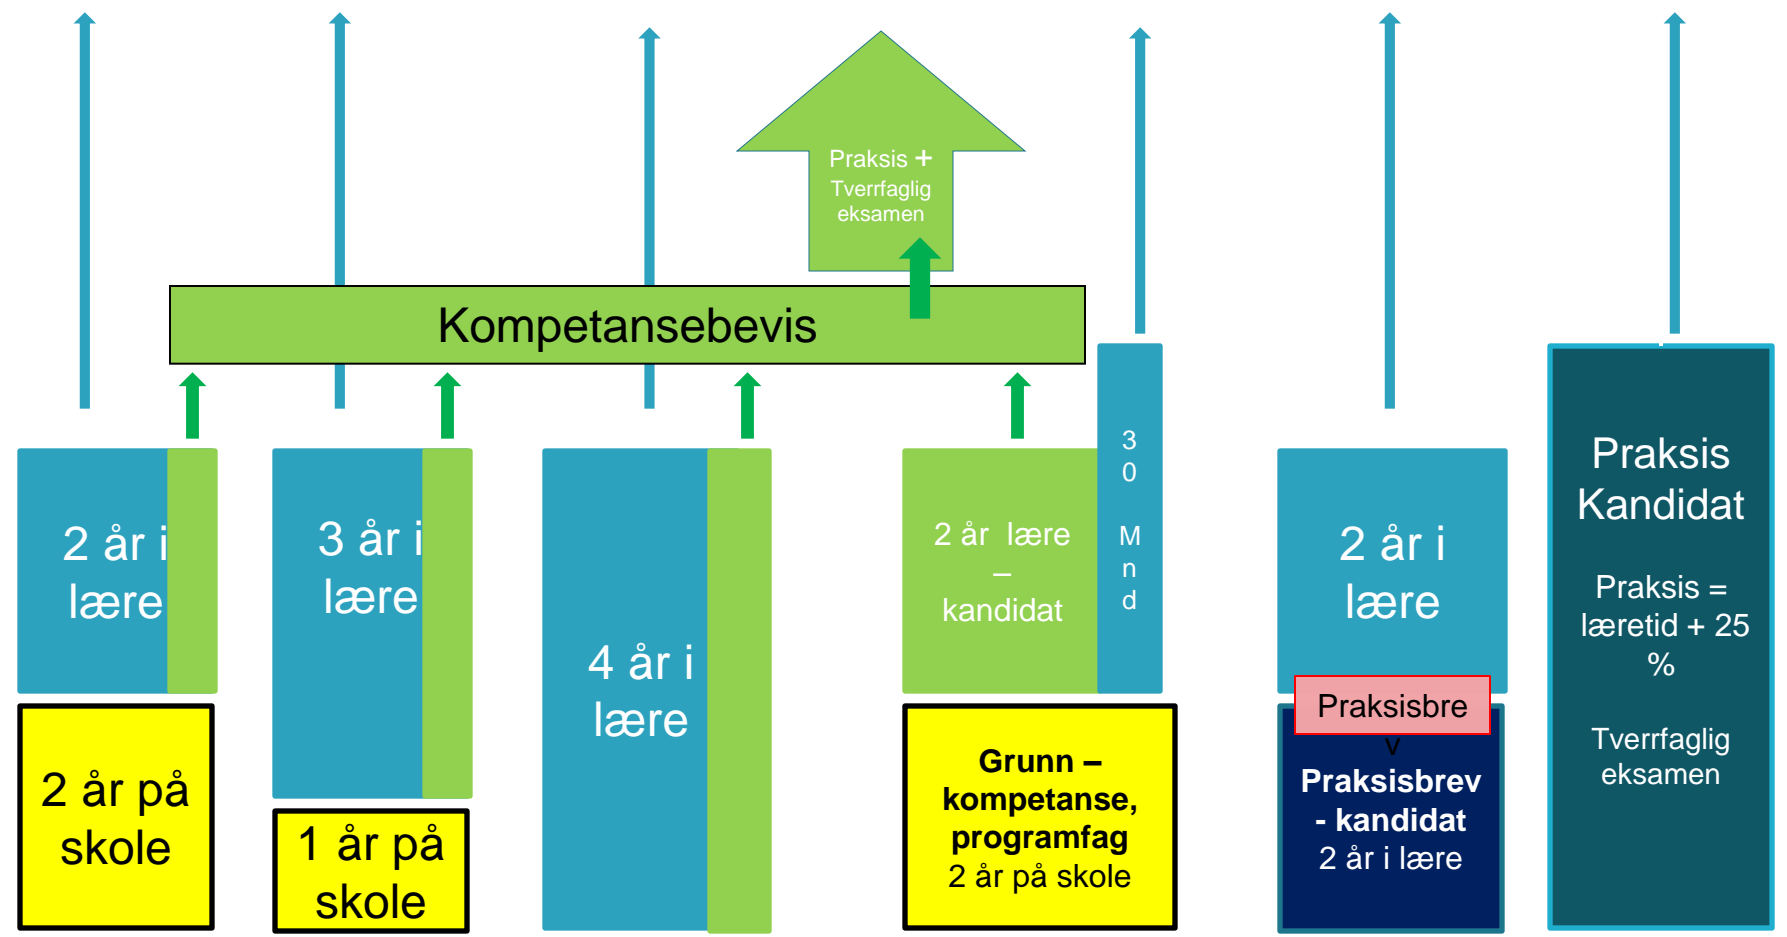 Praksis +
Tverrfaglig
eksamen
Kompetansebevis
2 år i
lære
2 år på
skole
3 år i
lære
1 år på
skole
4 år i
lære
2 år lære
–
kandidat
3
0
M
n
d
Grunn –
kompetanse,
programfag
2 år på skole
2 år i
lære
Praksisbre
v
Praksisbrev
- kandidat
2 år i lære
Praksis
Kandidat
Praksis =
læretid + 25
%
Tverrfaglig
eksamen